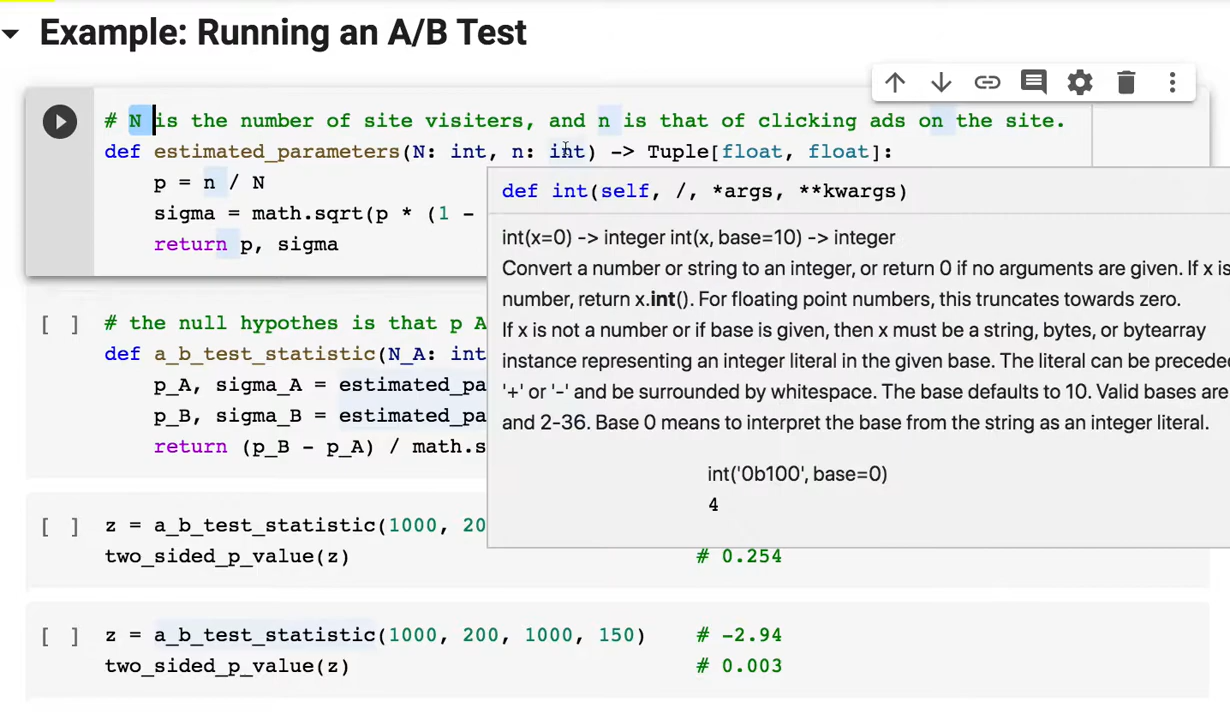 Example: Running an A/B Test
# N is the number of site visiters, and n is that of clicking ads on the site.
def estimated_parameters(N: int, n: int) -> Tuple[float, float]:
p = n / N
sigma = math.sqrt(p * (1 -
return p, sigma
def int(self, /, *args, **kwargs)
int(x=0) -> integer int(x, base=10) -> integer
Convert a number or string to an integer, or return 0 if no arguments are given. If x is
number, return x.int(). For floating point numbers, this truncates towards zero.
If x is not a number or if base is given, then x must be a string, bytes, or bytearray
instance representing an integer literal in the given base. The literal can be preceded
'+' or '-' and be surrounded by whitespace. The base defaults to 10. Valid bases are
and 2-36. Base 0 means to interpret the base from the string as an integer literal.
int('0b100', base=0)
4
[ ] # the null hypothes is that p_A
def a_b_test_statistic(N_A: int
p_A, sigma_A = estimated_pa
p_B, sigma_B = estimated_pa
return (p_B - p_A) / math.s
[ ] z = a_b_test_statistic(1000, 20
two_sided_p_value(z) # 0.254
[ ] z = a_b_test_statistic(1000, 200, 1000, 150) # -2.94
two_sided_p_value(z) # 0.003